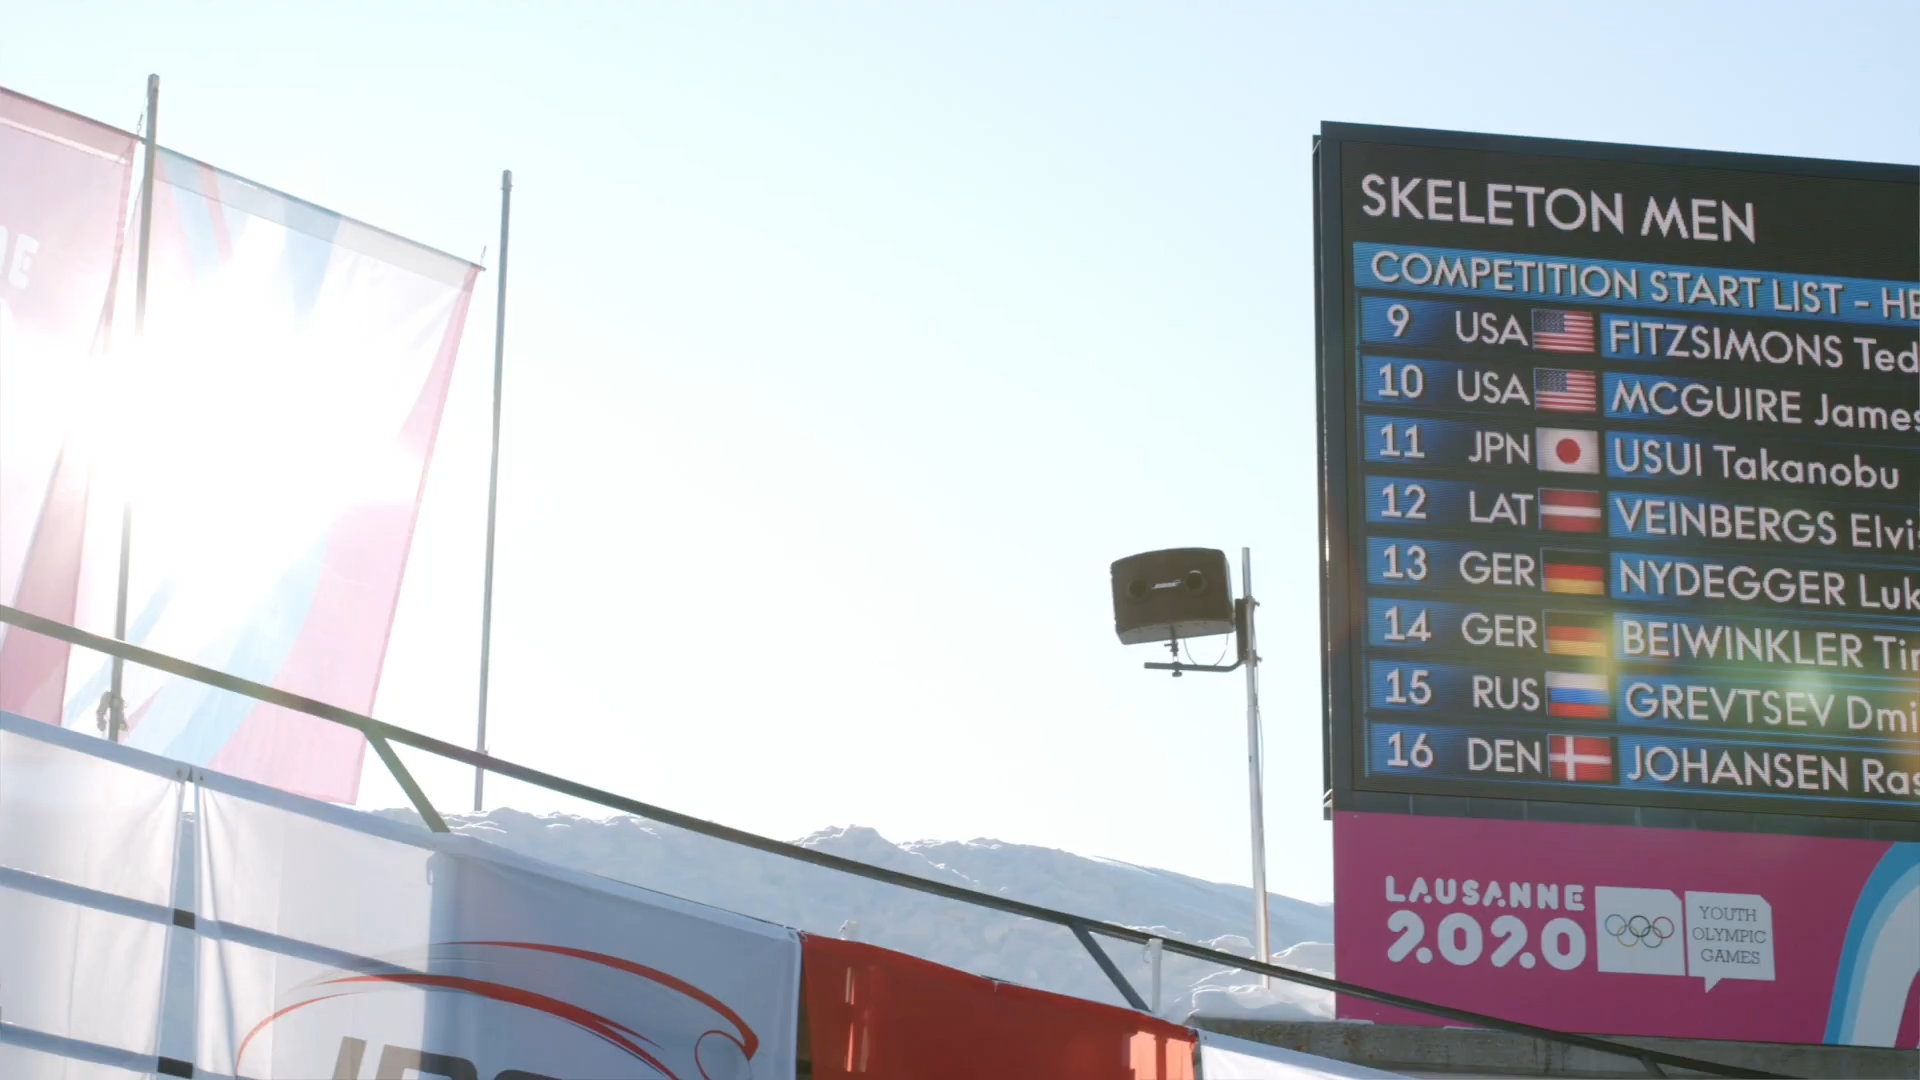 SKELETON MEN
COMPETITION START LIST - HE
9 USA FITZSIMONS Ted
10 USA MCGUIRE James
11 JPN USUI Takanobu
12 LAT VEINBERGS Elvis
13 GER NYDEGGER Luk
14 GER BEIWINKLER Tim
15 RUS GREVTSEV Dmi
16 DEN JOHANSEN Ras
LAUSANNE
2020
YOUTH
OLYMPIC
GAMES